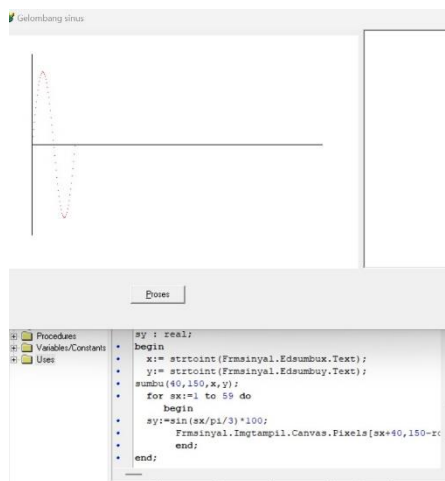 Gelombang sinus
Proses
Procedures
Variables/Constants
Uses
sy : real;
begin
x:= strtoint(Frmsinyal.Edsumbux.Text);
y:= strtoint(Frmsinyal.Edsumbuy.Text);
sumbu(40,150,x,y);
for sx:=1 to 59 do
begin
sy:=sin(sx/pi/3)*100;
Frmsinyal.Imgtampil.Canvas.Pixels[sx+40,150-ro
end;
end;